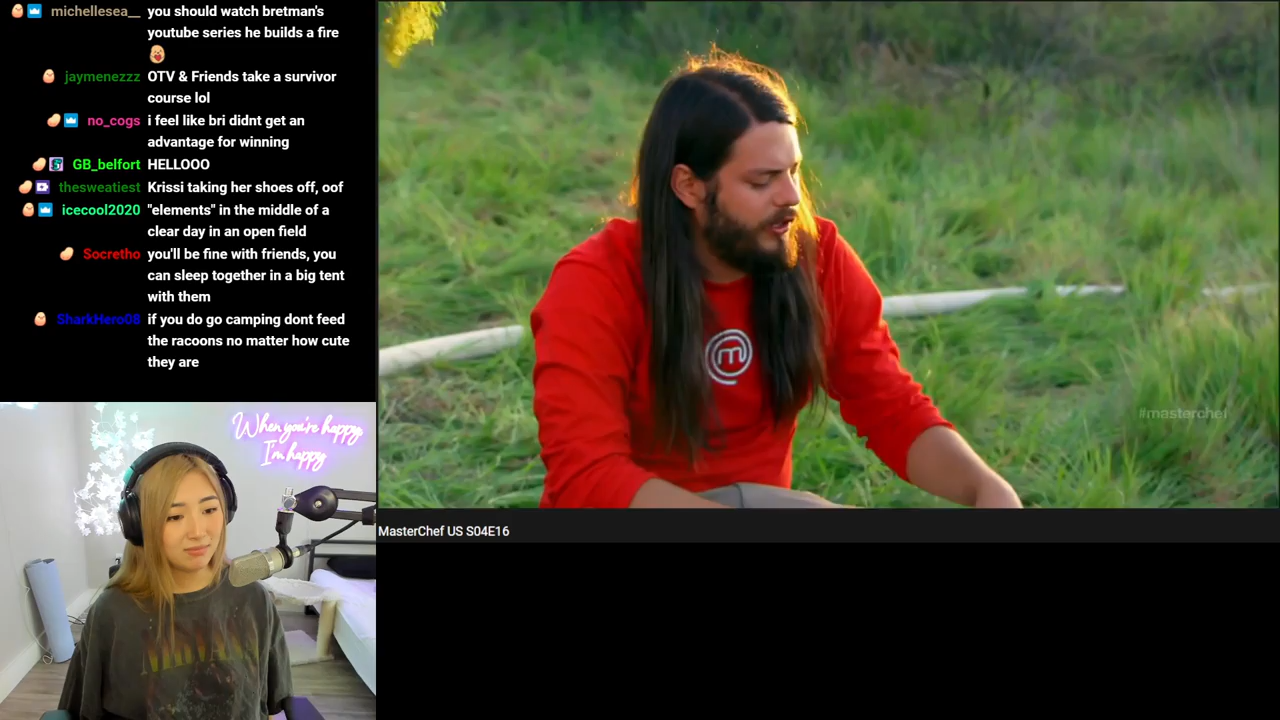 michellesea__ you should watch bretman's
youtube series he builds a fire
jaymenezzz OTV & Friends take a survivor
course lol
no_cogs i feel like bri didnt get an
advantage for winning
GB_belfort HELLOOO
thesweatiest Krissi taking her shoes off, oof
icecool2020 "elements" in the middle of a
clear day in an open field
Socretho you'll be fine with friends, you
can sleep together in a big tent
with them
SharkHero08 if you do go camping dont feed
the racoons no matter how cute
they are
#masterchef
When you're happy,
I'm happy
MasterChef US S04E16
NIRVANA